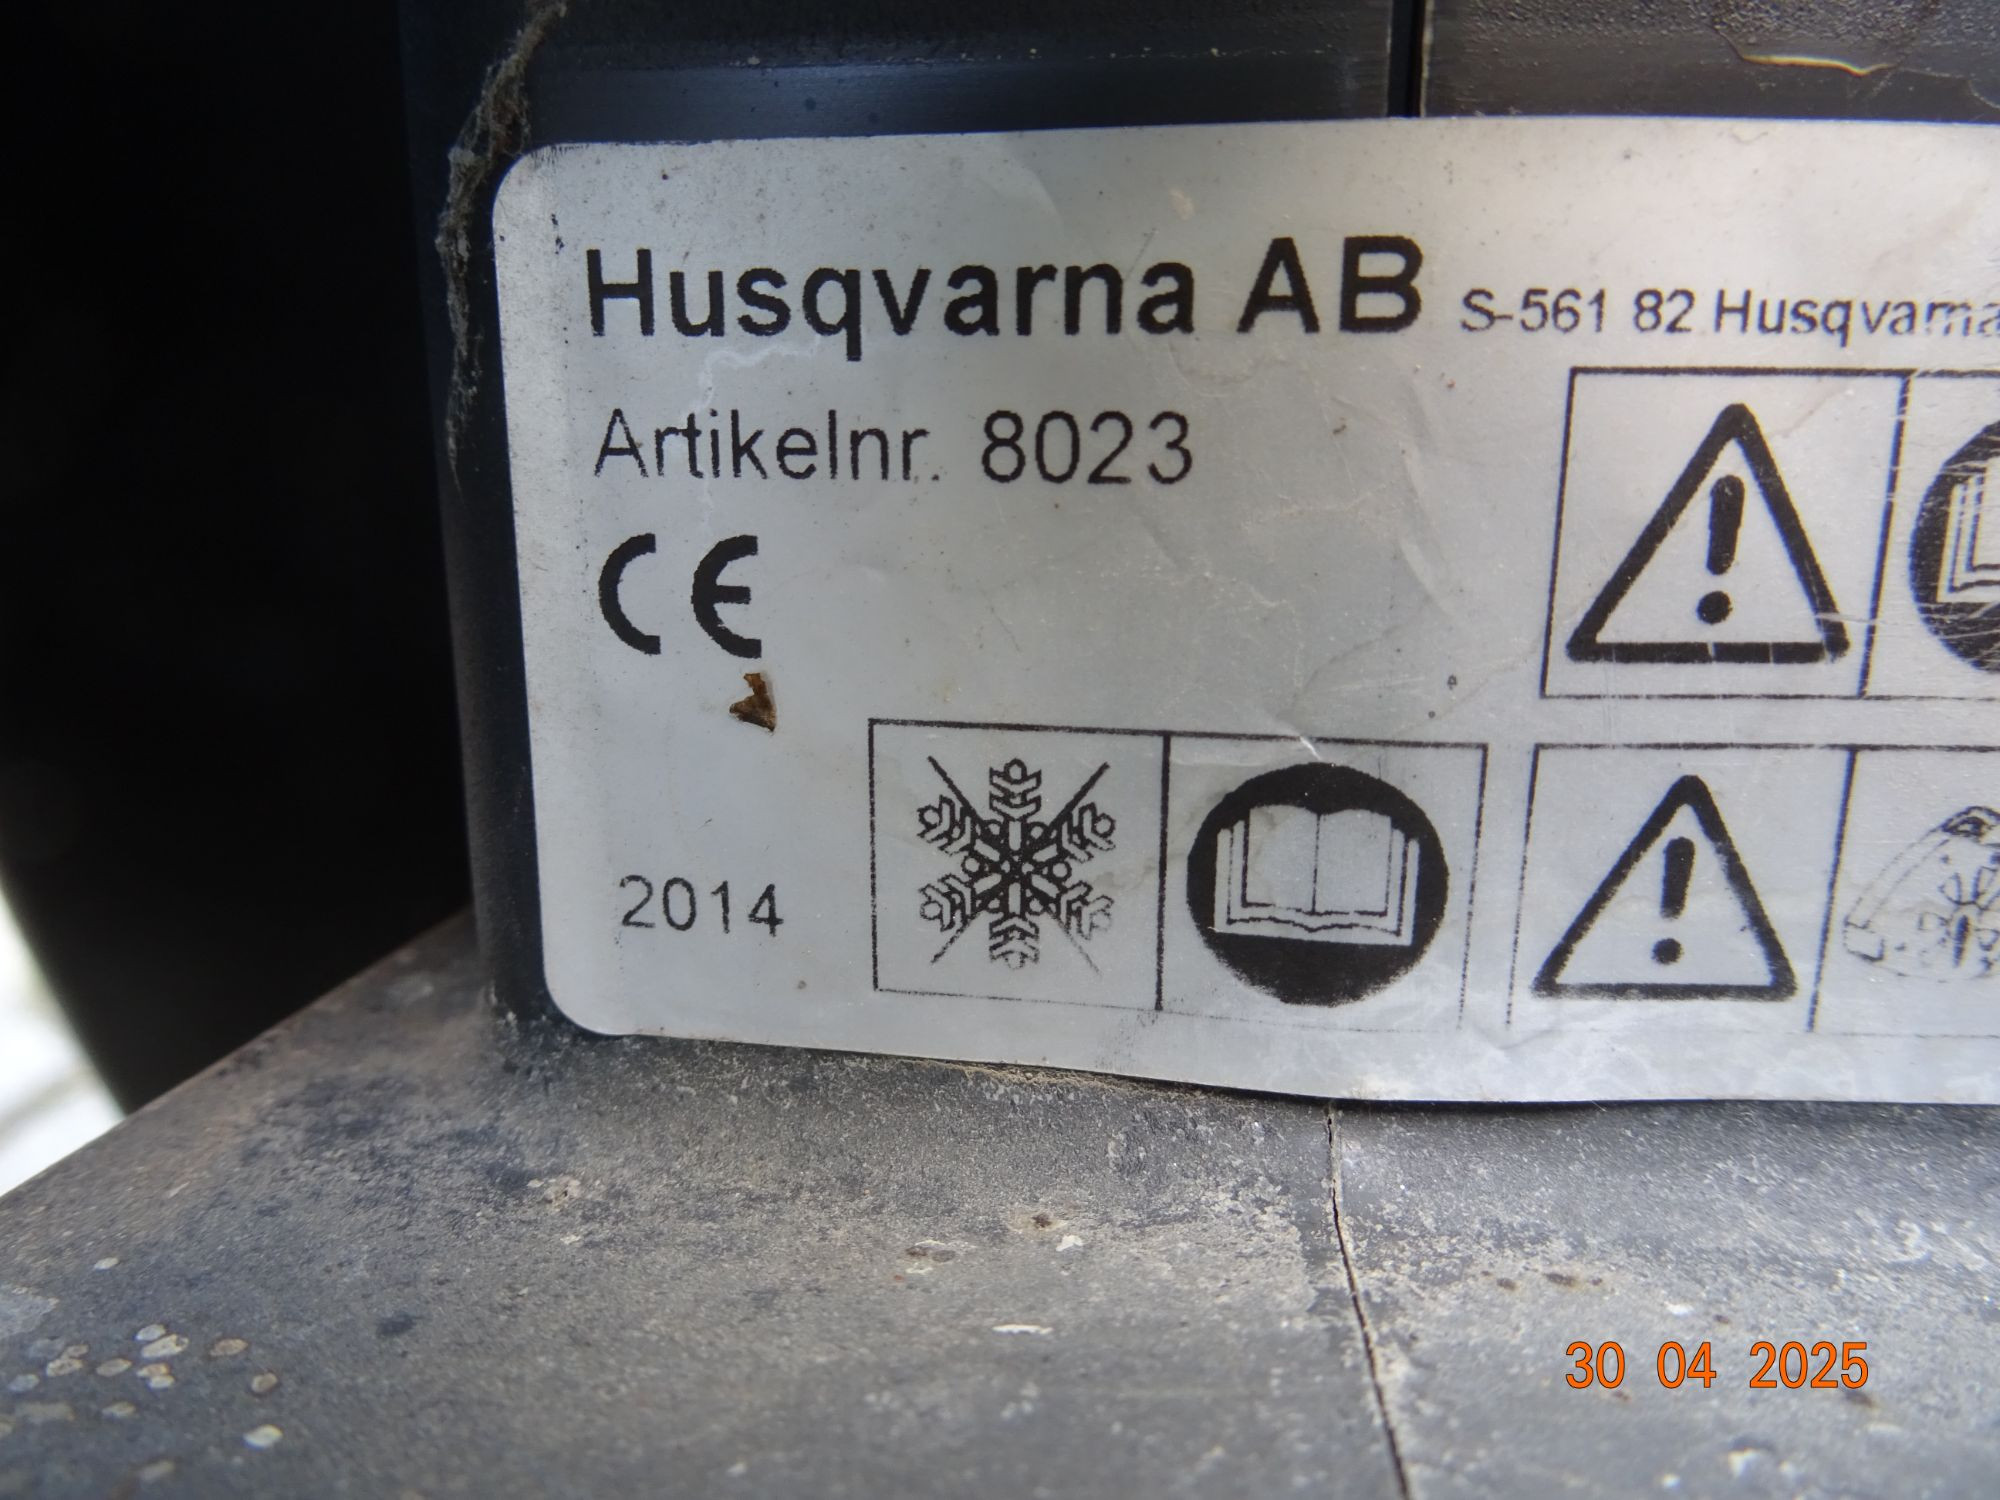 Husqvarna AB S-561 82 Husqvarna
Artikelnr. 8023
CE
2014
30 04 2025